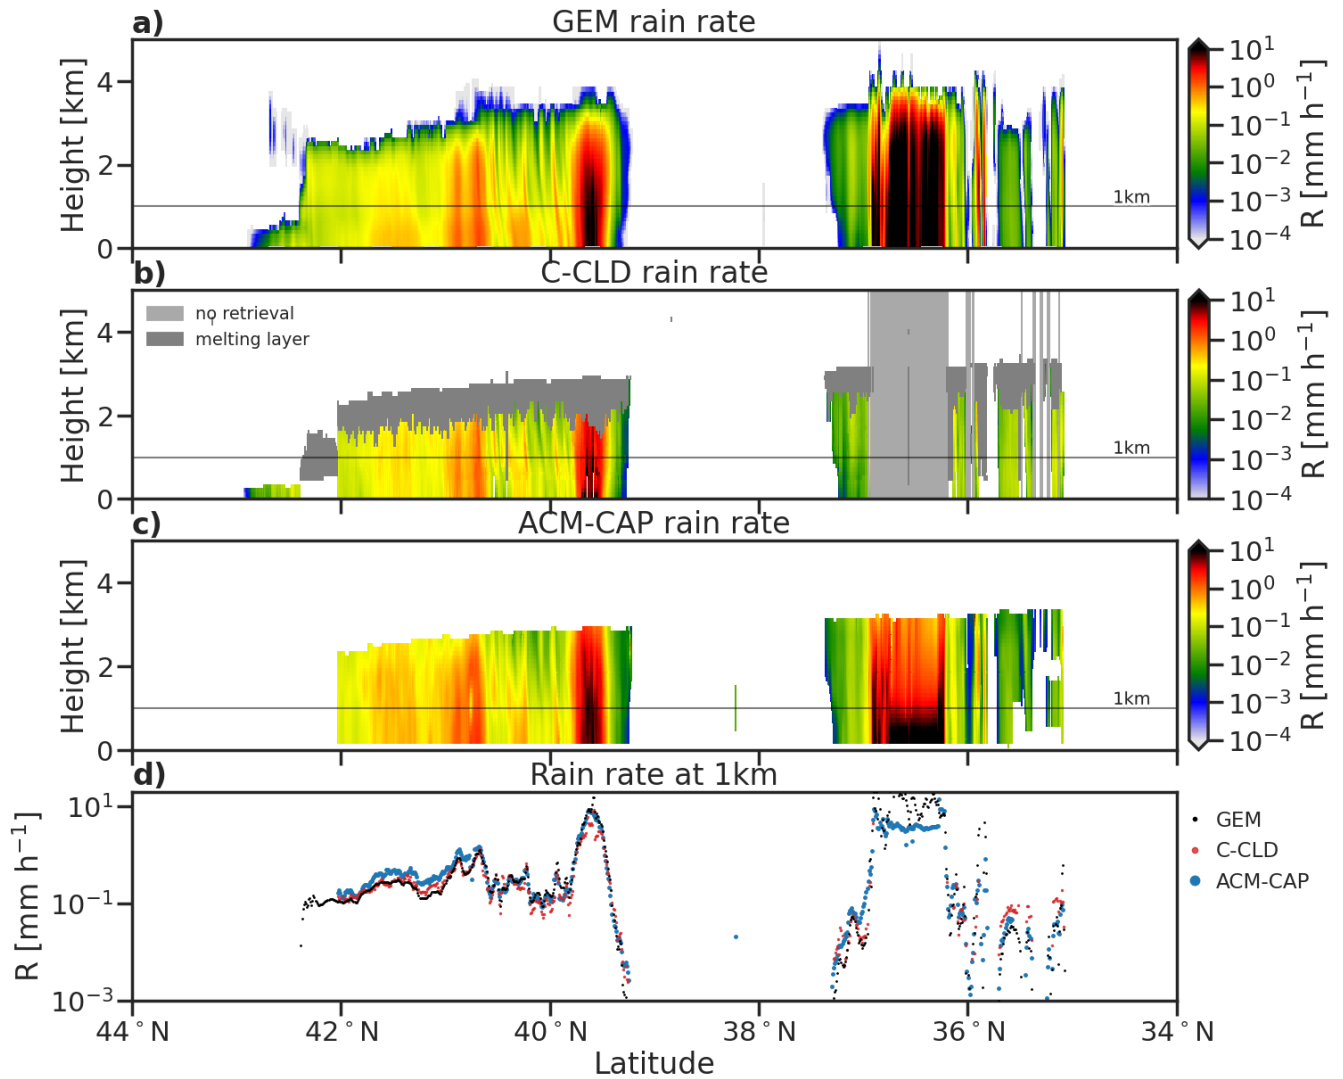 a) GEM rain rate
Height [km]
4
2
0
1km
10¹
10⁰
10⁻¹
10⁻²
10⁻³
10⁻⁴
R [mm h⁻¹]
b) C-CLD rain rate
no retrieval
melting layer
Height [km]
4
2
0
1km
10¹
10⁰
10⁻¹
10⁻²
10⁻³
10⁻⁴
R [mm h⁻¹]
c) ACM-CAP rain rate
Height [km]
4
2
0
1km
10¹
10⁰
10⁻¹
10⁻²
10⁻³
10⁻⁴
R [mm h⁻¹]
d) Rain rate at 1km
R [mm h⁻¹]
10¹
10⁻¹
10⁻³
GEM
C-CLD
ACM-CAP
44°N 42°N 40°N 38°N 36°N 34°N
Latitude